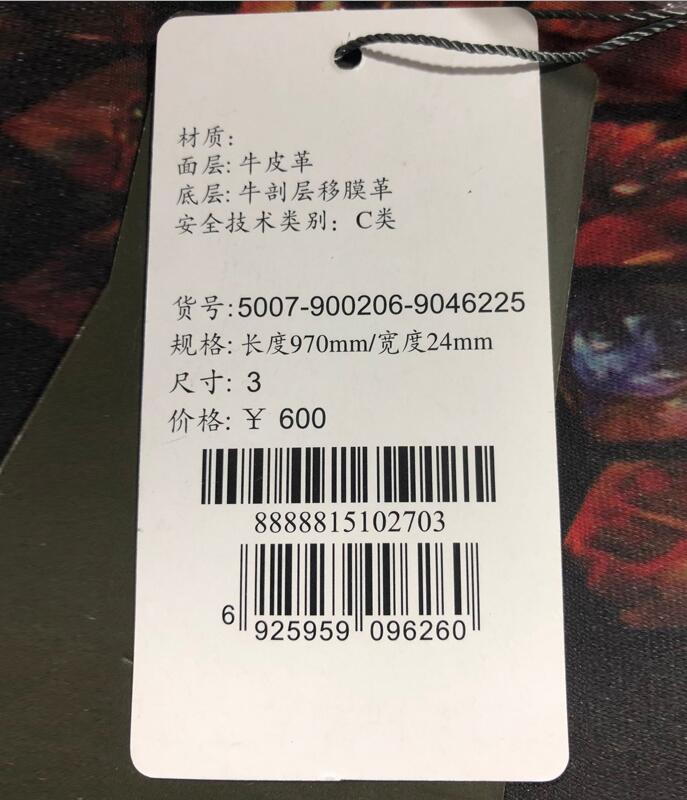 材质：
面层：牛皮革
底层：牛剖层移膜革
安全技术类别：C类
货号：5007-900206-9046225
规格：长度970mm/宽度24mm
尺寸：3
价格：￥ 600
8888815102703
6 925959 096260